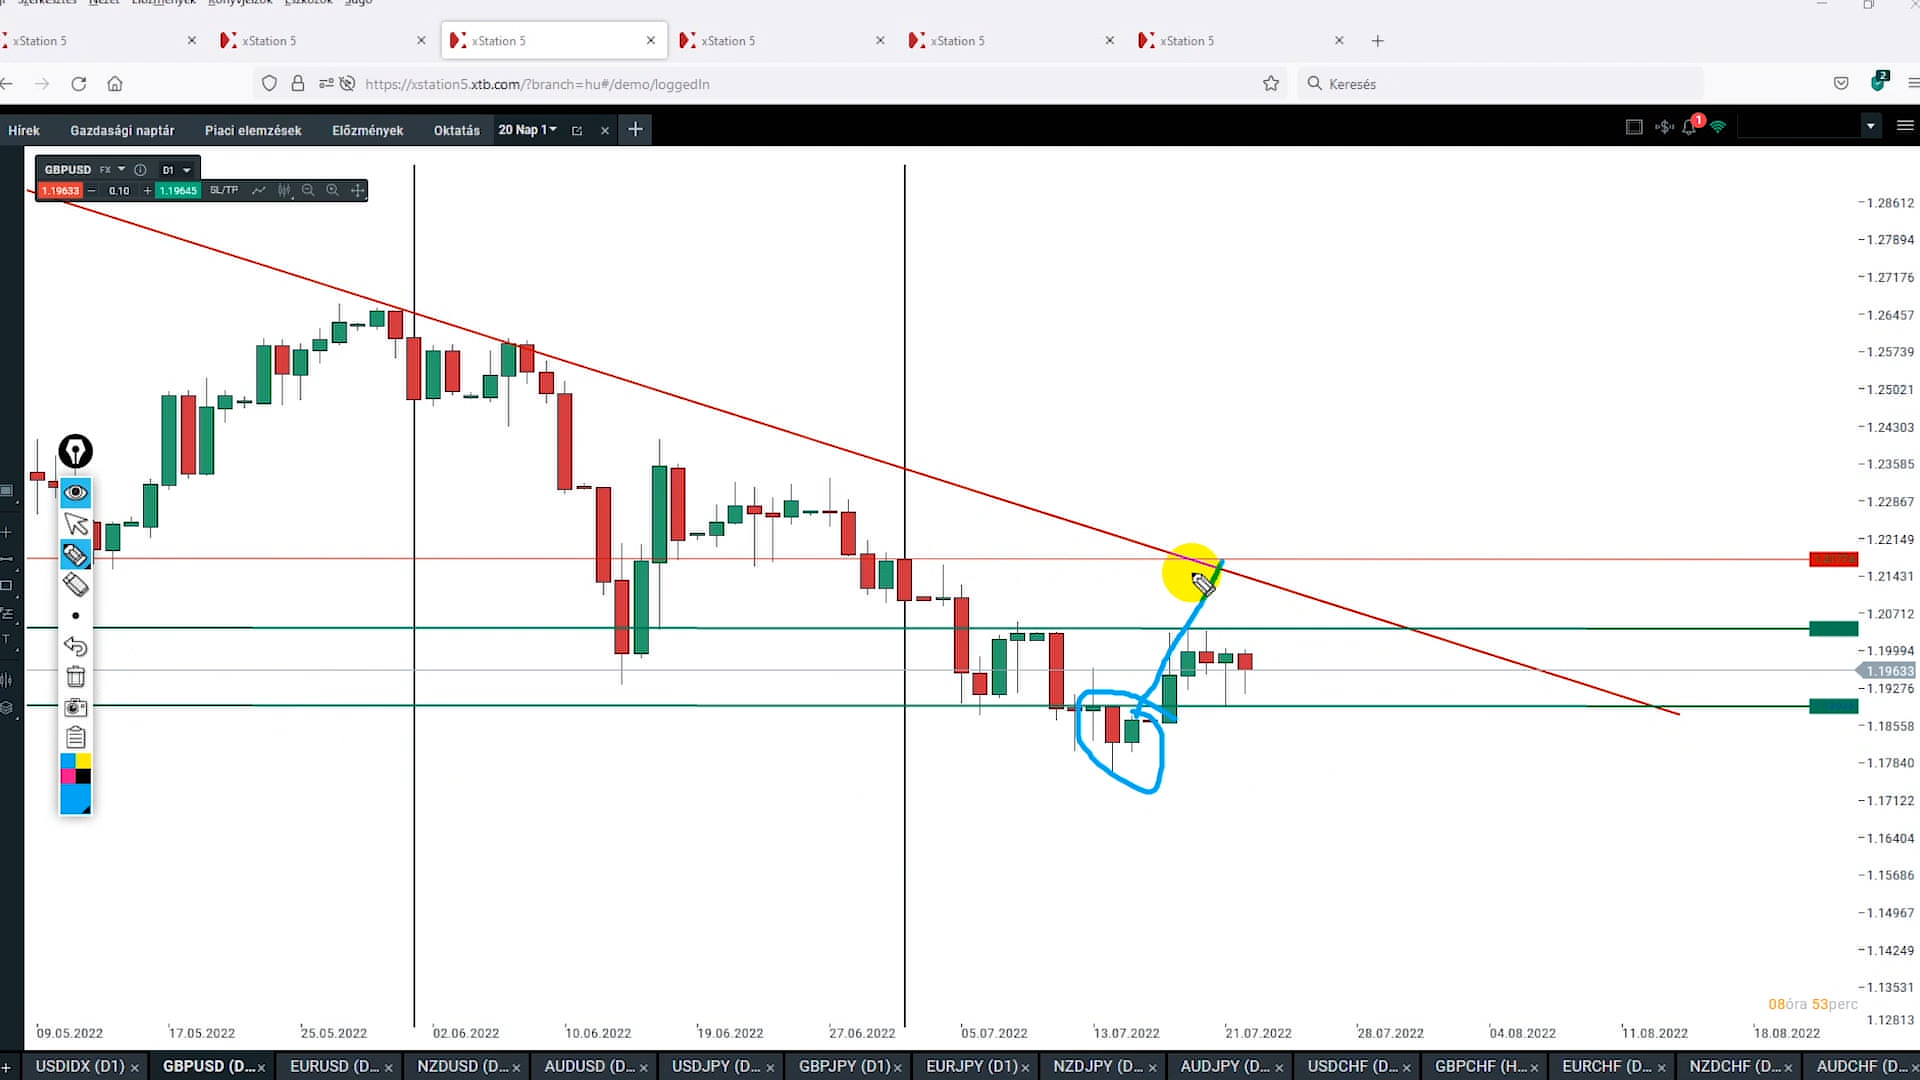 Szerkesztés Nézet Előzmények Könyvjelzők Eszközök Súgó
xStation 5 xStation 5 xStation 5 xStation 5 xStation 5 xStation 5
https://xstation5.xtb.com/?branch=hu#/demo/loggedIn
Keresés
2
Hírek Gazdasági naptár Piaci elemzések Előzmények Oktatás 20 Nap 1
1
GBPUSD FX D1
1.19633 0.10 1.19645 SL/TP
1.28612
1.27894
1.27176
1.26457
1.25739
1.25021
1.24303
1.23585
1.22867
1.22149
1.21431
1.20712
1.19994
1.19633
1.19276
1.18558
1.17840
1.17122
1.16404
1.15686
1.14967
1.14249
1.13531
1.12813
08óra 53perc
09.05.2022 17.05.2022 25.05.2022 02.06.2022 10.06.2022 19.06.2022 27.06.2022 05.07.2022 13.07.2022 21.07.2022 28.07.2022 04.08.2022 11.08.2022 18.08.2022
USDIDX (D1) GBPUSD (D... EURUSD (D... NZDUSD (D... AUDUSD (D... USDJPY (D... GBPJPY (D1) EURJPY (D1) NZDJPY (D... AUDJPY (D... USDCHF (D... GBPCHF (H... EURCHF (D... NZDCHF (D... AUDCHF (D...